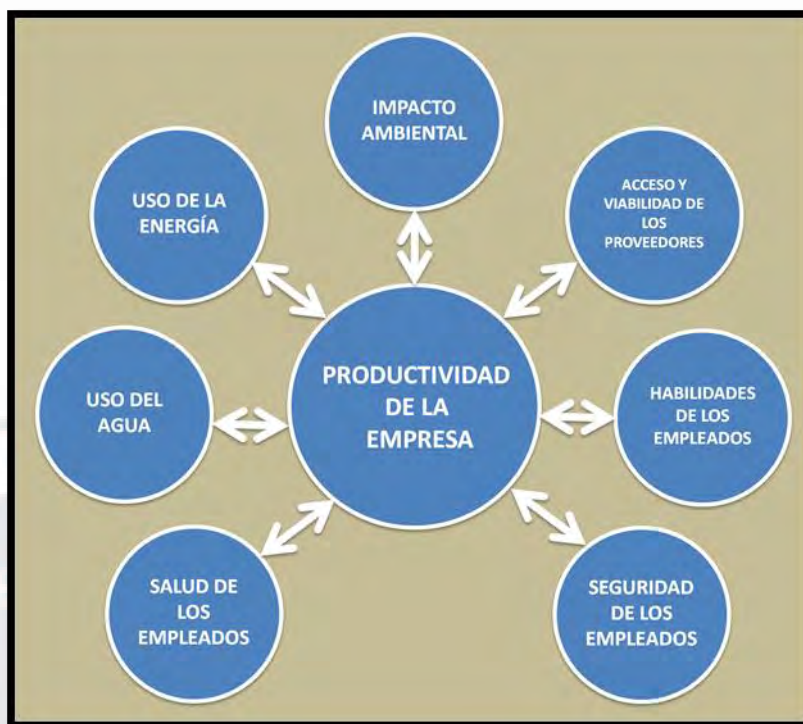 IMPACTO
AMBIENTAL
USO DE LA
ENERGÍA
ACCESO Y
VIABILIDAD DE
LOS
PROVEEDORES
PRODUCTIVIDAD
DE LA
EMPRESA
USO DEL
AGUA
HABILIDADES
DE LOS
EMPLEADOS
SALUD DE
LOS
EMPLEADOS
SEGURIDAD
DE LOS
EMPLEADOS